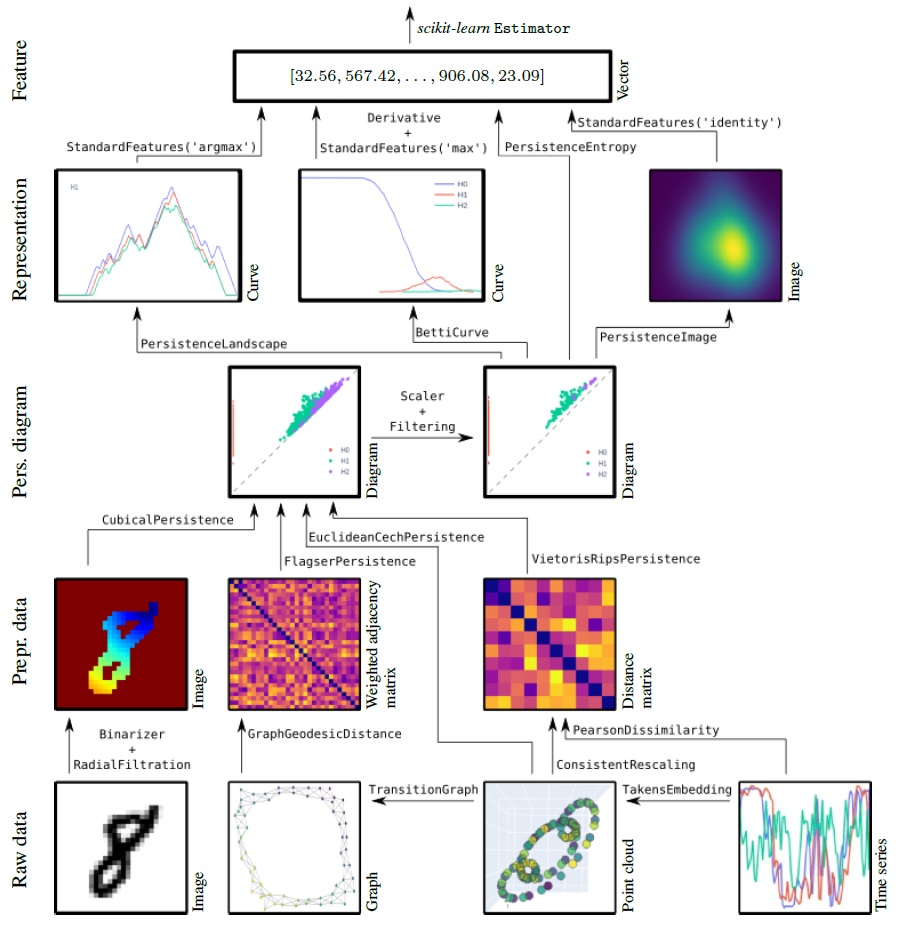 scikit-learn Estimator
Feature
[32.56, 567.42, . . . , 906.08, 23.09]
Vector
StandardFeatures('argmax')
Derivative
+
StandardFeatures('max')
PersistenceEntropy
StandardFeatures('identity')
Representation
H1
Curve
H0
H1
H2
Curve
Image
PersistenceLandscape
BettiCurve
PersistenceImage
Pers. diagram
H0
H1
H2
Diagram
Scaler
+
Filtering
H0
H1
H2
Diagram
CubicalPersistence
FlagserPersistence
EuclideanCechPersistence
VietorisRipsPersistence
Prepr. data
Image
Weighted adjacency
matrix
Distance
matrix
Binarizer
+
RadialFiltration
GraphGeodesicDistance
ConsistentRescaling
PearsonDissimilarity
Raw data
Image
Graph
TransitionGraph
Point cloud
TakensEmbedding
Time series